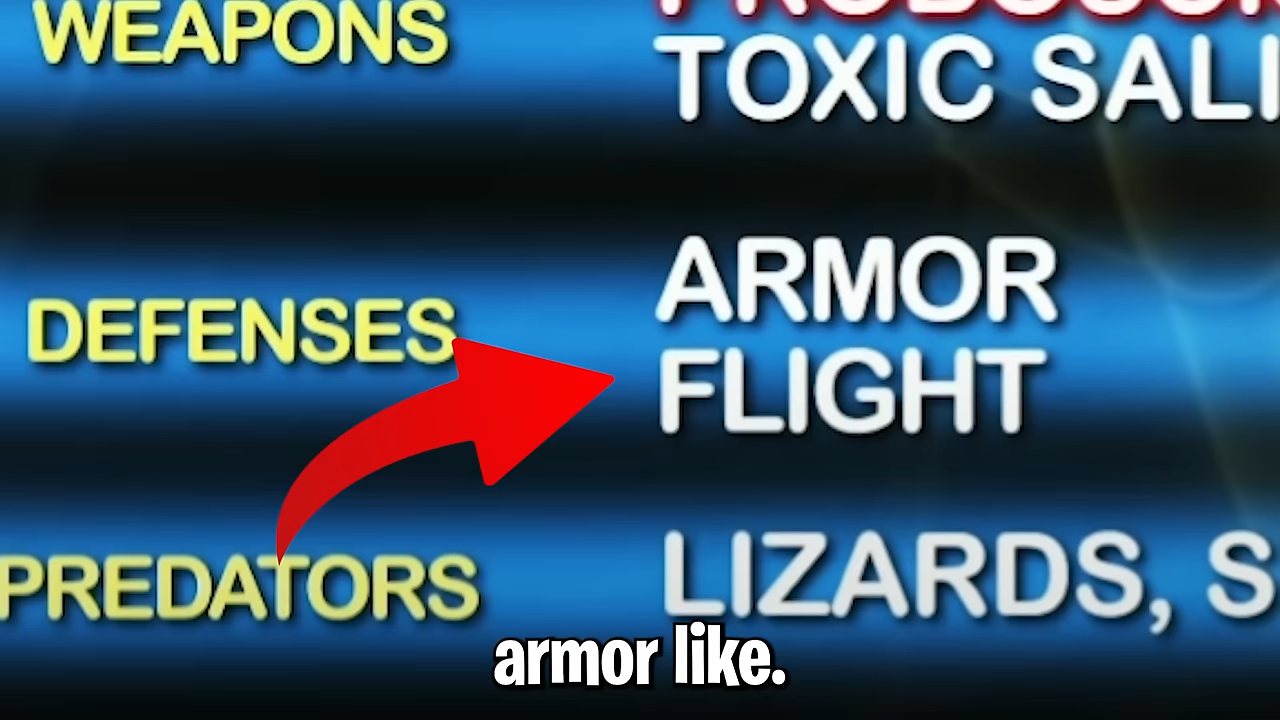 WEAPONS
TOXIC SALI
DEFENSES
ARMOR
FLIGHT
PREDATORS
LIZARDS, S
armor like.